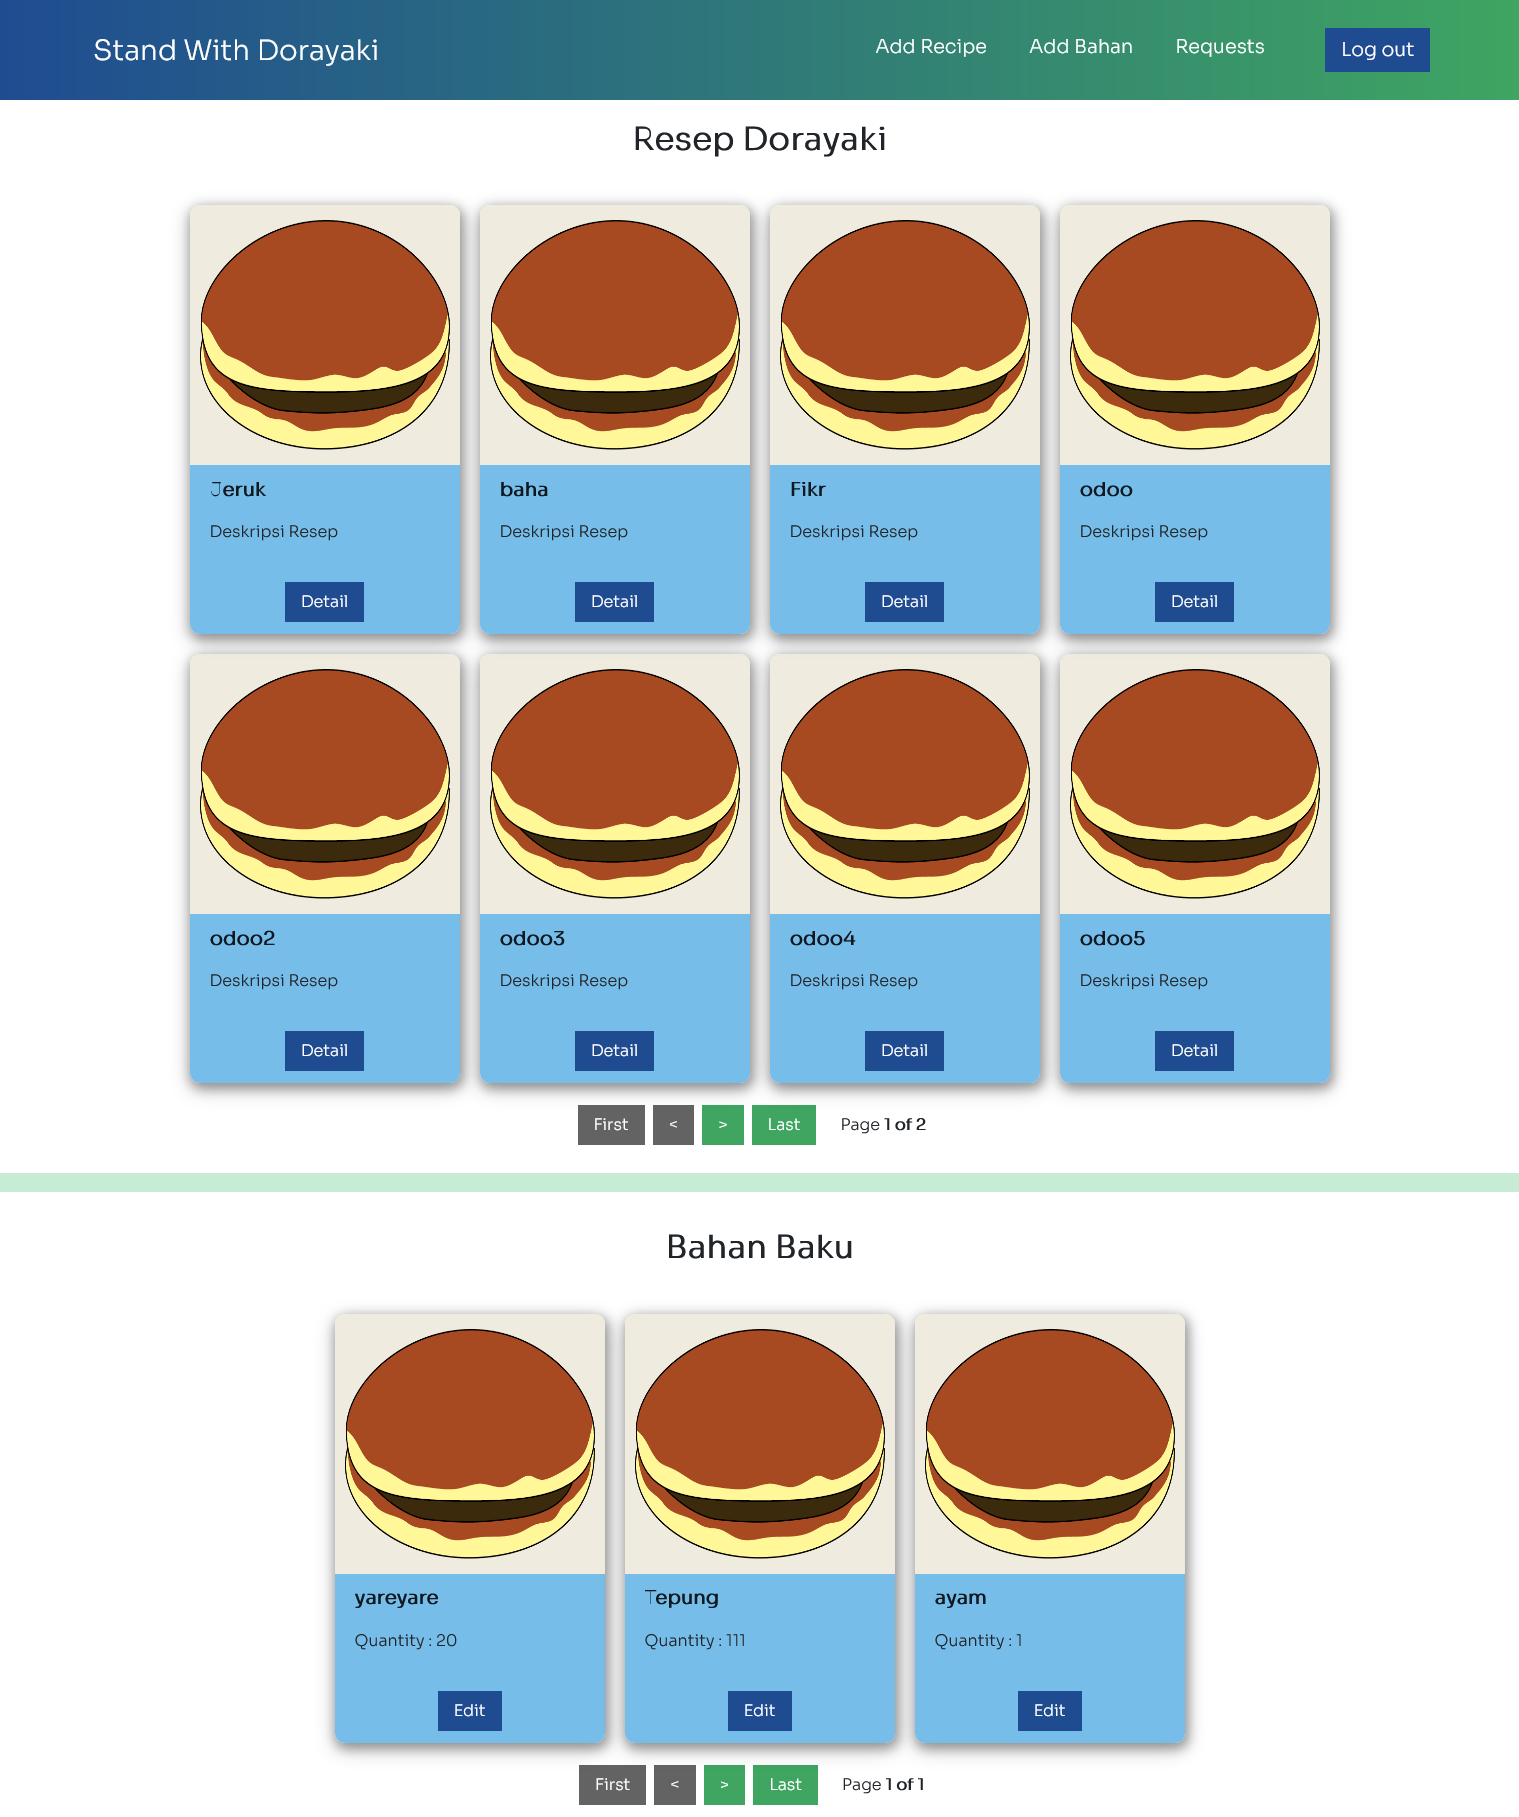 Stand With Dorayaki
Add Recipe Add Bahan Requests Log out
Resep Dorayaki
Jeruk baha Fikr odoo
Deskripsi Resep Deskripsi Resep Deskripsi Resep Deskripsi Resep
Detail Detail Detail Detail
odoo2 odoo3 odoo4 odoo5
Deskripsi Resep Deskripsi Resep Deskripsi Resep Deskripsi Resep
Detail Detail Detail Detail
First < > Last Page 1 of 2
Bahan Baku
yareyare Tepung ayam
Quantity : 20 Quantity : 111 Quantity : 1
Edit Edit Edit
First < > Last Page 1 of 1